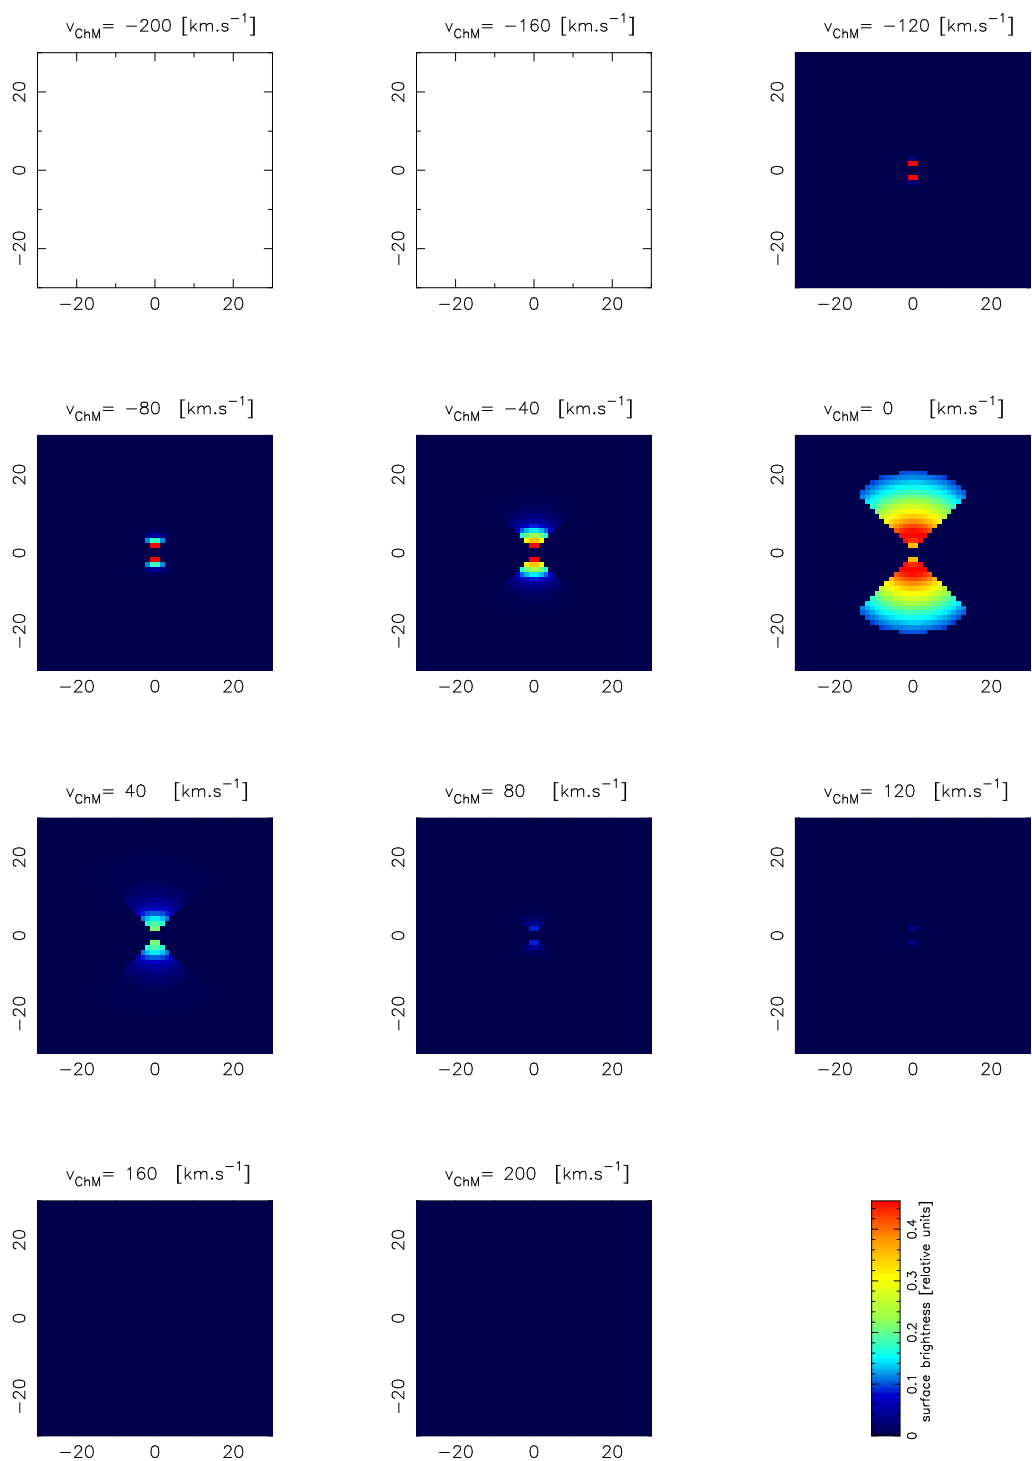 v_ChM= −200 [km.s⁻¹]
v_ChM= −160 [km.s⁻¹]
v_ChM= −120 [km.s⁻¹]
20
0
−20
−20 0 20
20
0
−20
−20 0 20
20
0
−20
−20 0 20
v_ChM= −80 [km.s⁻¹]
v_ChM= −40 [km.s⁻¹]
v_ChM= 0 [km.s⁻¹]
20
0
−20
−20 0 20
20
0
−20
−20 0 20
20
0
−20
−20 0 20
v_ChM= 40 [km.s⁻¹]
v_ChM= 80 [km.s⁻¹]
v_ChM= 120 [km.s⁻¹]
20
0
−20
−20 0 20
20
0
−20
−20 0 20
20
0
−20
−20 0 20
v_ChM= 160 [km.s⁻¹]
v_ChM= 200 [km.s⁻¹]
20
0
−20
−20 0 20
20
0
−20
−20 0 20
0 0.1 0.2 0.3 0.4
surface brightness [relative units]